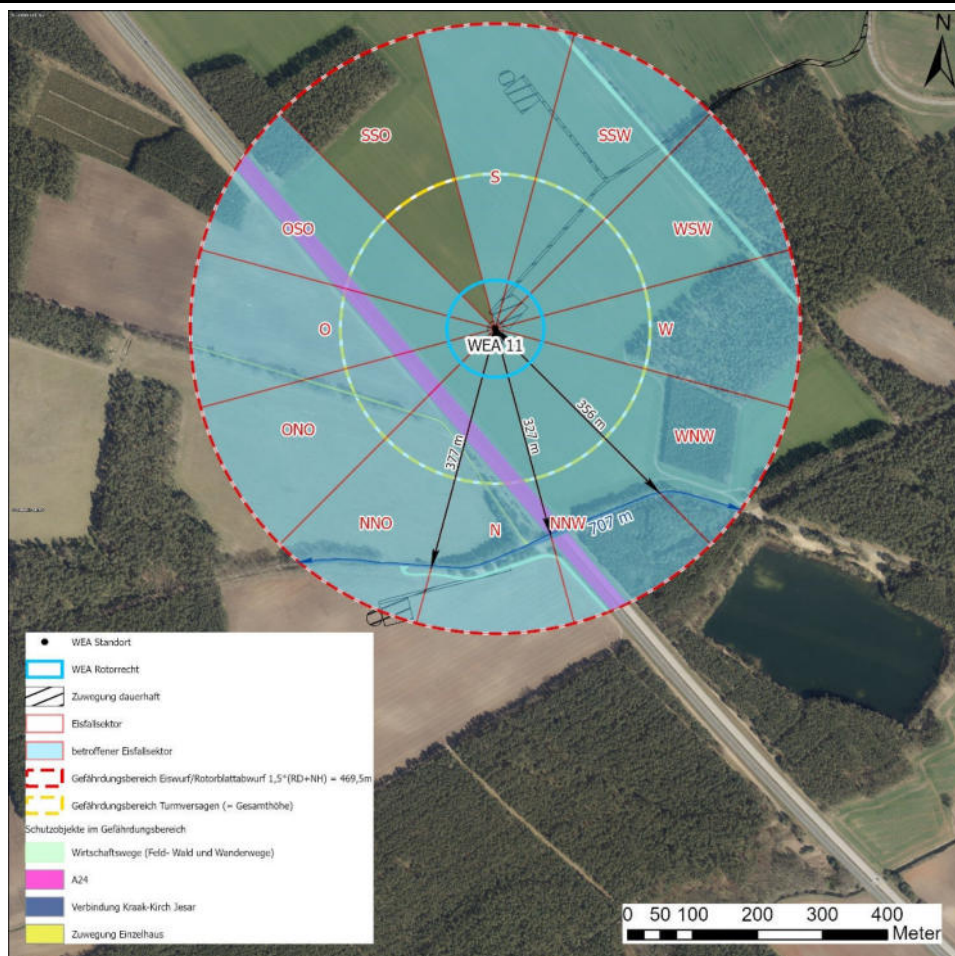 N
SSO
SSW
S
OSO
WSW
O
W
WEA 11
ONO
WNW
377 m
327 m
356 m
NNO
N
NNW
707 m
WEA Standort
WEA Rotorrecht
Zuwegung dauerhaft
Eisfallsektor
betroffener Eisfallsektor
Gefährdungsbereich Eiswurf/Rotorblattabwurf 1,5*(RD+NH) = 469,5m
Gefährdungsbereich Turmversagen (= Gesamthöhe)
Schutzobjekte im Gefährdungsbereich
Wirtschaftswege (Feld- Wald und Wanderwege)
A24
Verbindung Kraak-Kirch Jesar
Zuwegung Einzelhaus
0 50 100 200 300 400
Meter